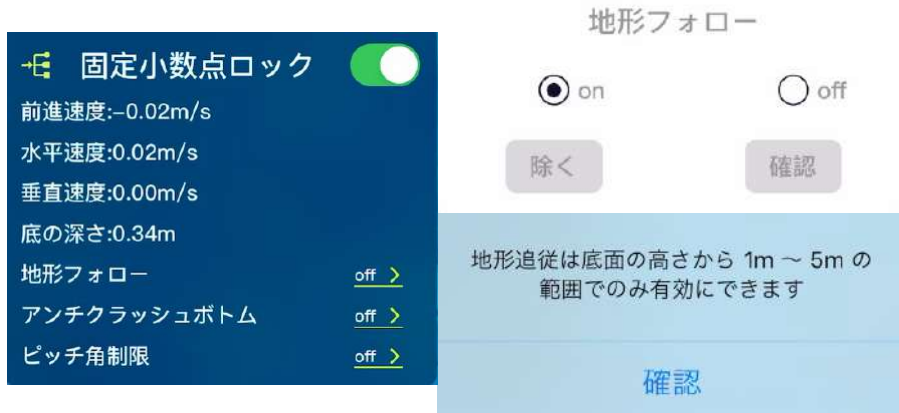 固定小数点ロック
前進速度:-0.02m/s
水平速度:0.02m/s
垂直速度:0.00m/s
底の深さ:0.34m
地形フォロー off >
アンチクラッシュボトム off >
ピッチ角制限 off >
地形フォロー
on off
除く 確認
地形追従は底面の高さから 1m ~ 5m の
範囲でのみ有効にできます
確認